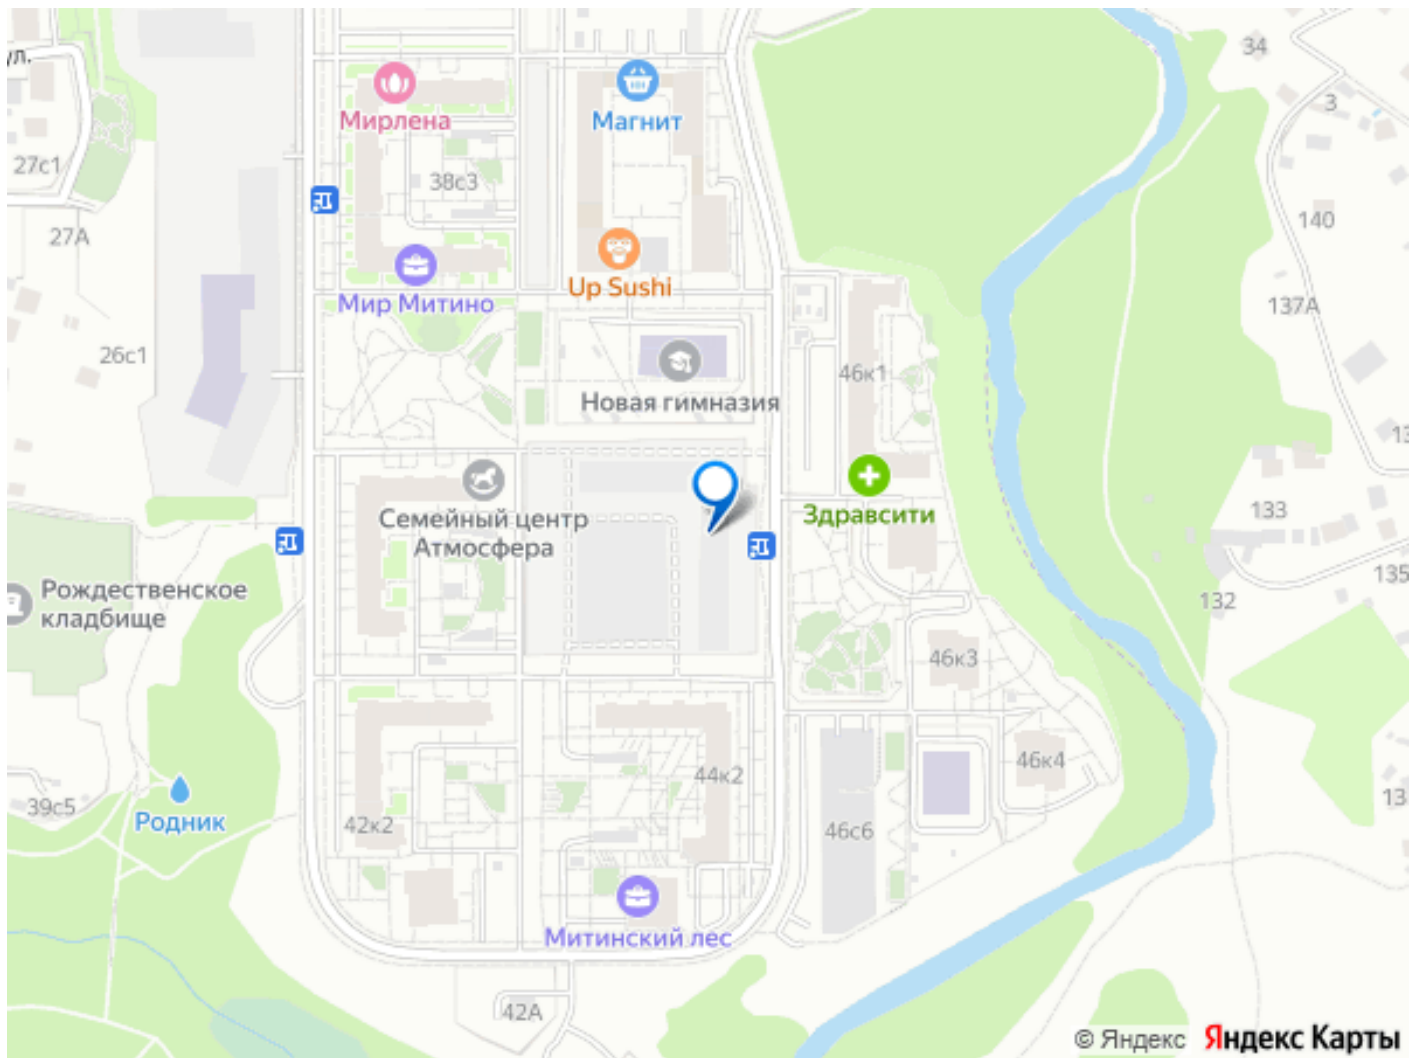 ул.
34
3
Мирлена
Магнит
27с1
38с3
140
27А
Up Sushi
Мир Митино
137А
26с1
46к1
Новая гимназия
13
Здравсити
Семейный центр
Атмосфера
133
135
Рождественское
кладбище
132
46к3
44к2
46к4
39с5
Родник
42к2
46с6
13
Митинский лес
42А
© Яндекс Яндекс Карты